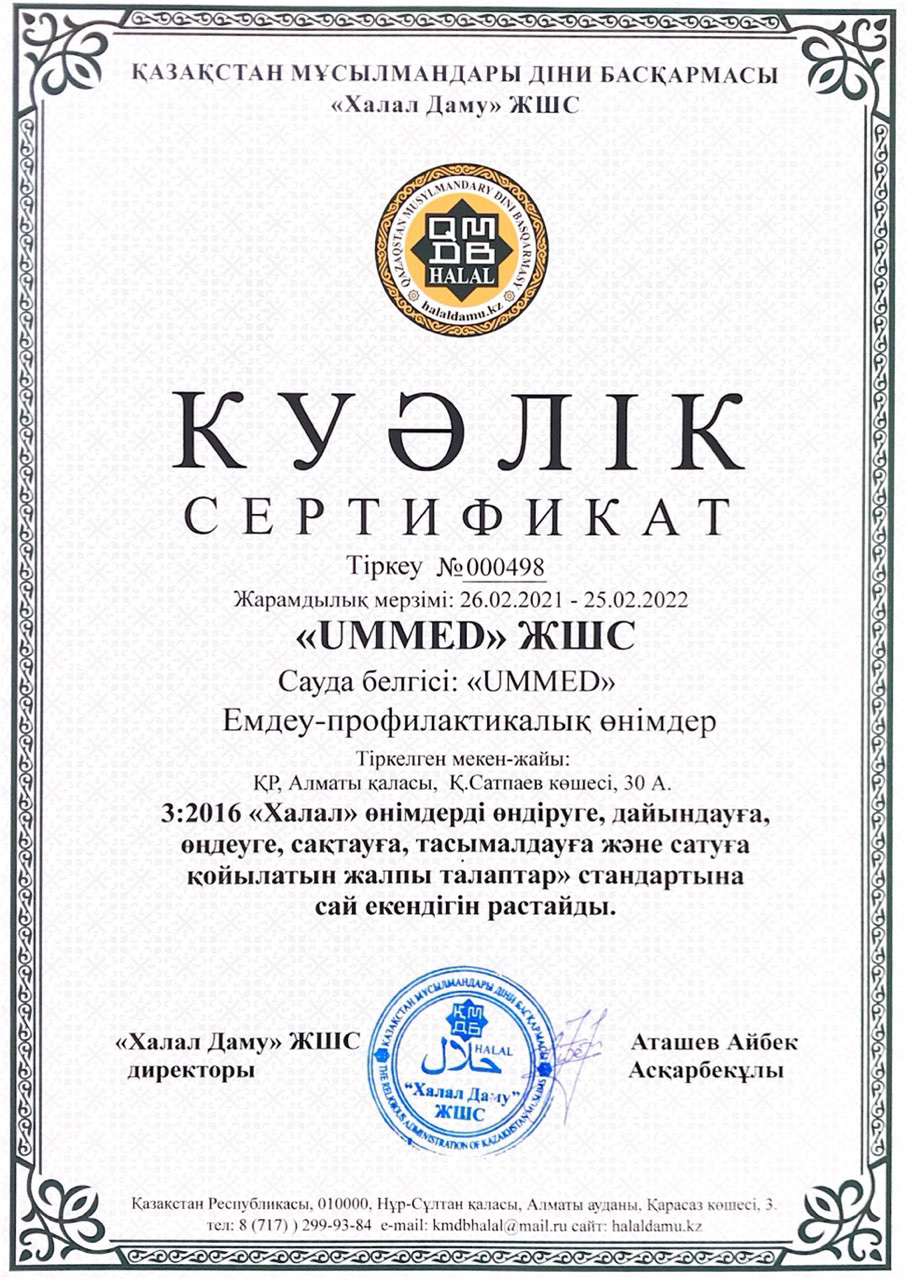 ҚАЗАҚСТАН МҰСЫЛМАНДАРЫ ДІНИ БАСҚАРМАСЫ
«Халал Даму» ЖШС
QAZAQSTAN MUSYLMANDARY DINI BASQARMASY
QM
DB
HALAL
halaldamu.kz
КУӘЛІК
СЕРТИФИКАТ
Тіркеу №000498
Жарамдылық мерзімі: 26.02.2021 - 25.02.2022
«UMMED» ЖШС
Сауда белгісі: «UMMED»
Емдеу-профилактикалық өнімдер
Тіркелген мекен-жайы:
ҚР, Алматы қаласы, Қ.Сатпаев көшесі, 30 А.
3:2016 «Халал» өнімдерді өндіруге, дайындауға,
өңдеуге, сақтауға, тасымалдауға және сатуға
қойылатын жалпы талаптар» стандартына
сай екендігін растайды.
«Халал Даму» ЖШС
директоры
ҚАЗАҚСТАН МҰСЫЛМАНДАРЫ ДІНИ БАСҚАРМАСЫ
ҚМ
ДБ
HALAL
حلال
"Халал Даму"
ЖШС
THE RELIGIOUS ADMINISTRATION OF KAZAKHSTAN MUSLIMS
Аташев Айбек
Асқарбекұлы
Қазақстан Республикасы, 010000, Нұр-Сұлтан қаласы, Алматы ауданы, Қарасаз көшесі, 3.
тел: 8 (717) ) 299-93-84 e-mail: kmdbhalal@mail.ru сайт: halaldamu.kz